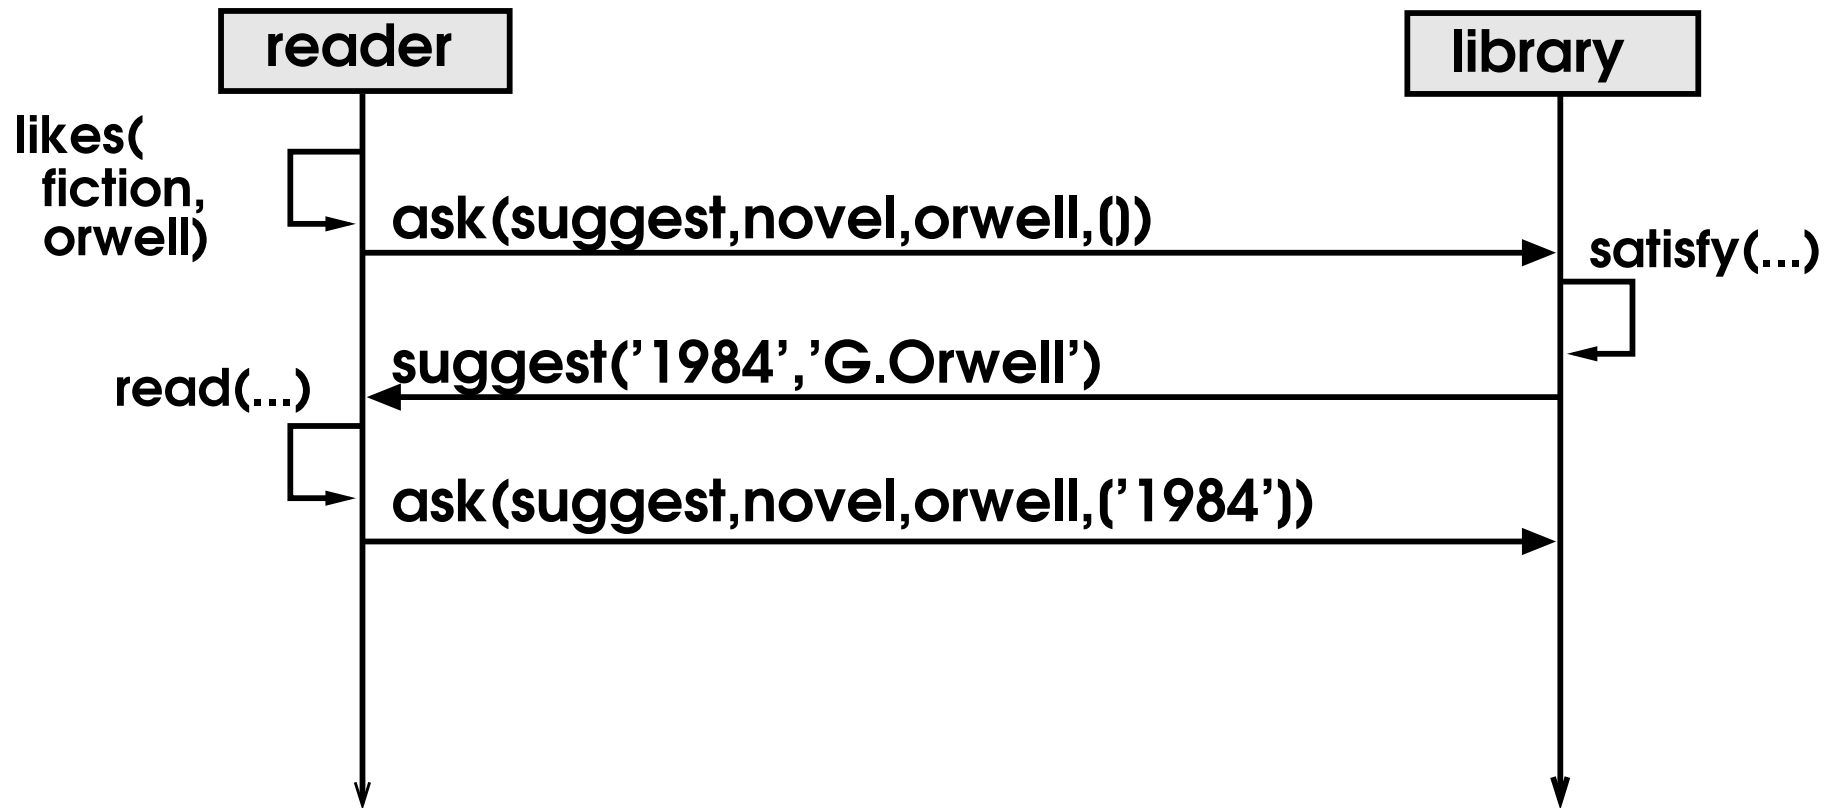 reader
library
likes(
fiction,
orwell)
ask(suggest,novel,orwell,[])
satisfy(...)
suggest('1984','G.Orwell')
read(...)
ask(suggest,novel,orwell,['1984'])